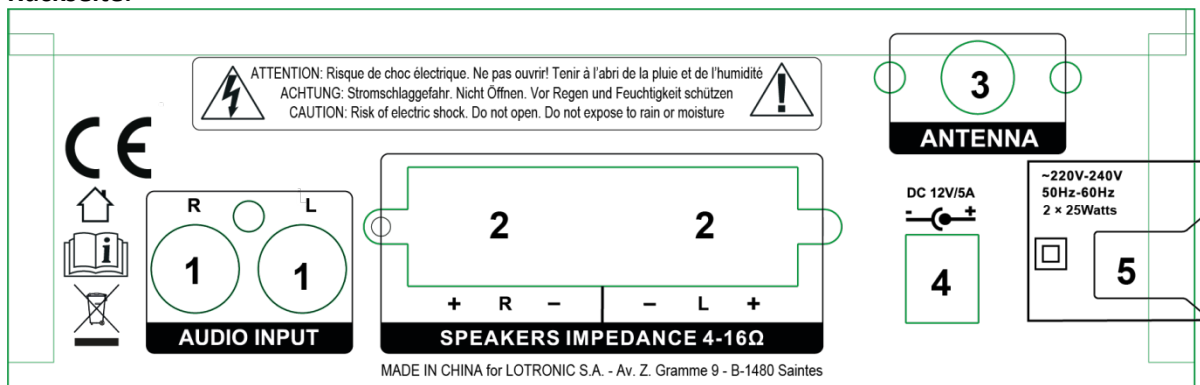 ATTENTION: Risque de choc électrique. Ne pas ouvrir! Tenir à l'abri de la pluie et de l'humidité
ACHTUNG: Stromschlaggefahr. Nicht Öffnen. Vor Regen und Feuchtigkeit schützen
CAUTION: Risk of electric shock. Do not open. Do not expose to rain or moisture
CE
i
R L
1 1
AUDIO INPUT
2 2
+ R − − L +
SPEAKERS IMPEDANCE 4-16Ω
MADE IN CHINA for LOTRONIC S.A. - Av. Z. Gramme 9 - B-1480 Saintes
3
ANTENNA
DC 12V/5A
- +
4
~220V-240V
50Hz-60Hz
2 × 25Watts
5